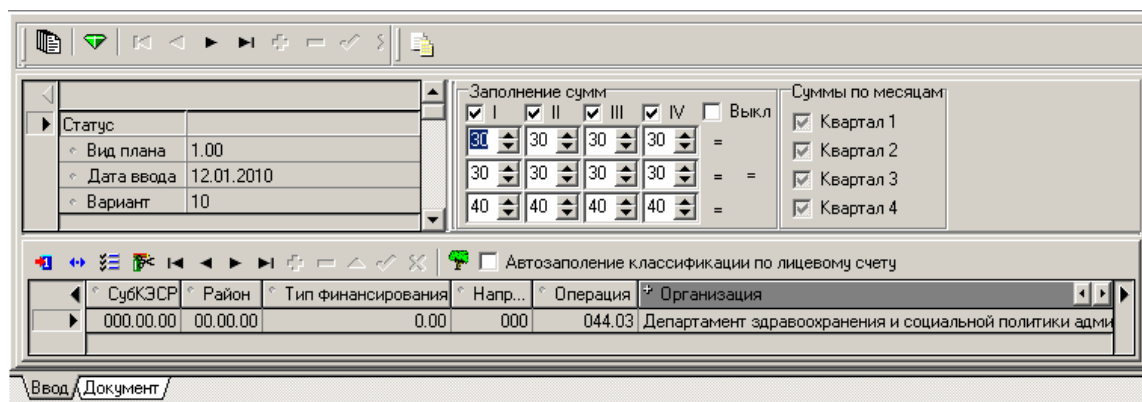 Заполнение сумм
Суммы по месяцам
I II III IV Выкл
Статус
Квартал 1
30 30 30 30 =
Вид плана 1.00
Квартал 2
Дата ввода 12.01.2010
30 30 30 30 = =
Квартал 3
Вариант 10
40 40 40 40 =
Квартал 4
Автозаполение классификации по лицевому счету
СубКЭСР Район Тип финансирования Напр... Операция Организация
000.00.00 00.00.00 0.00 000 044.03 Департамент здравоохранения и социальной политики адми
Ввод Документ